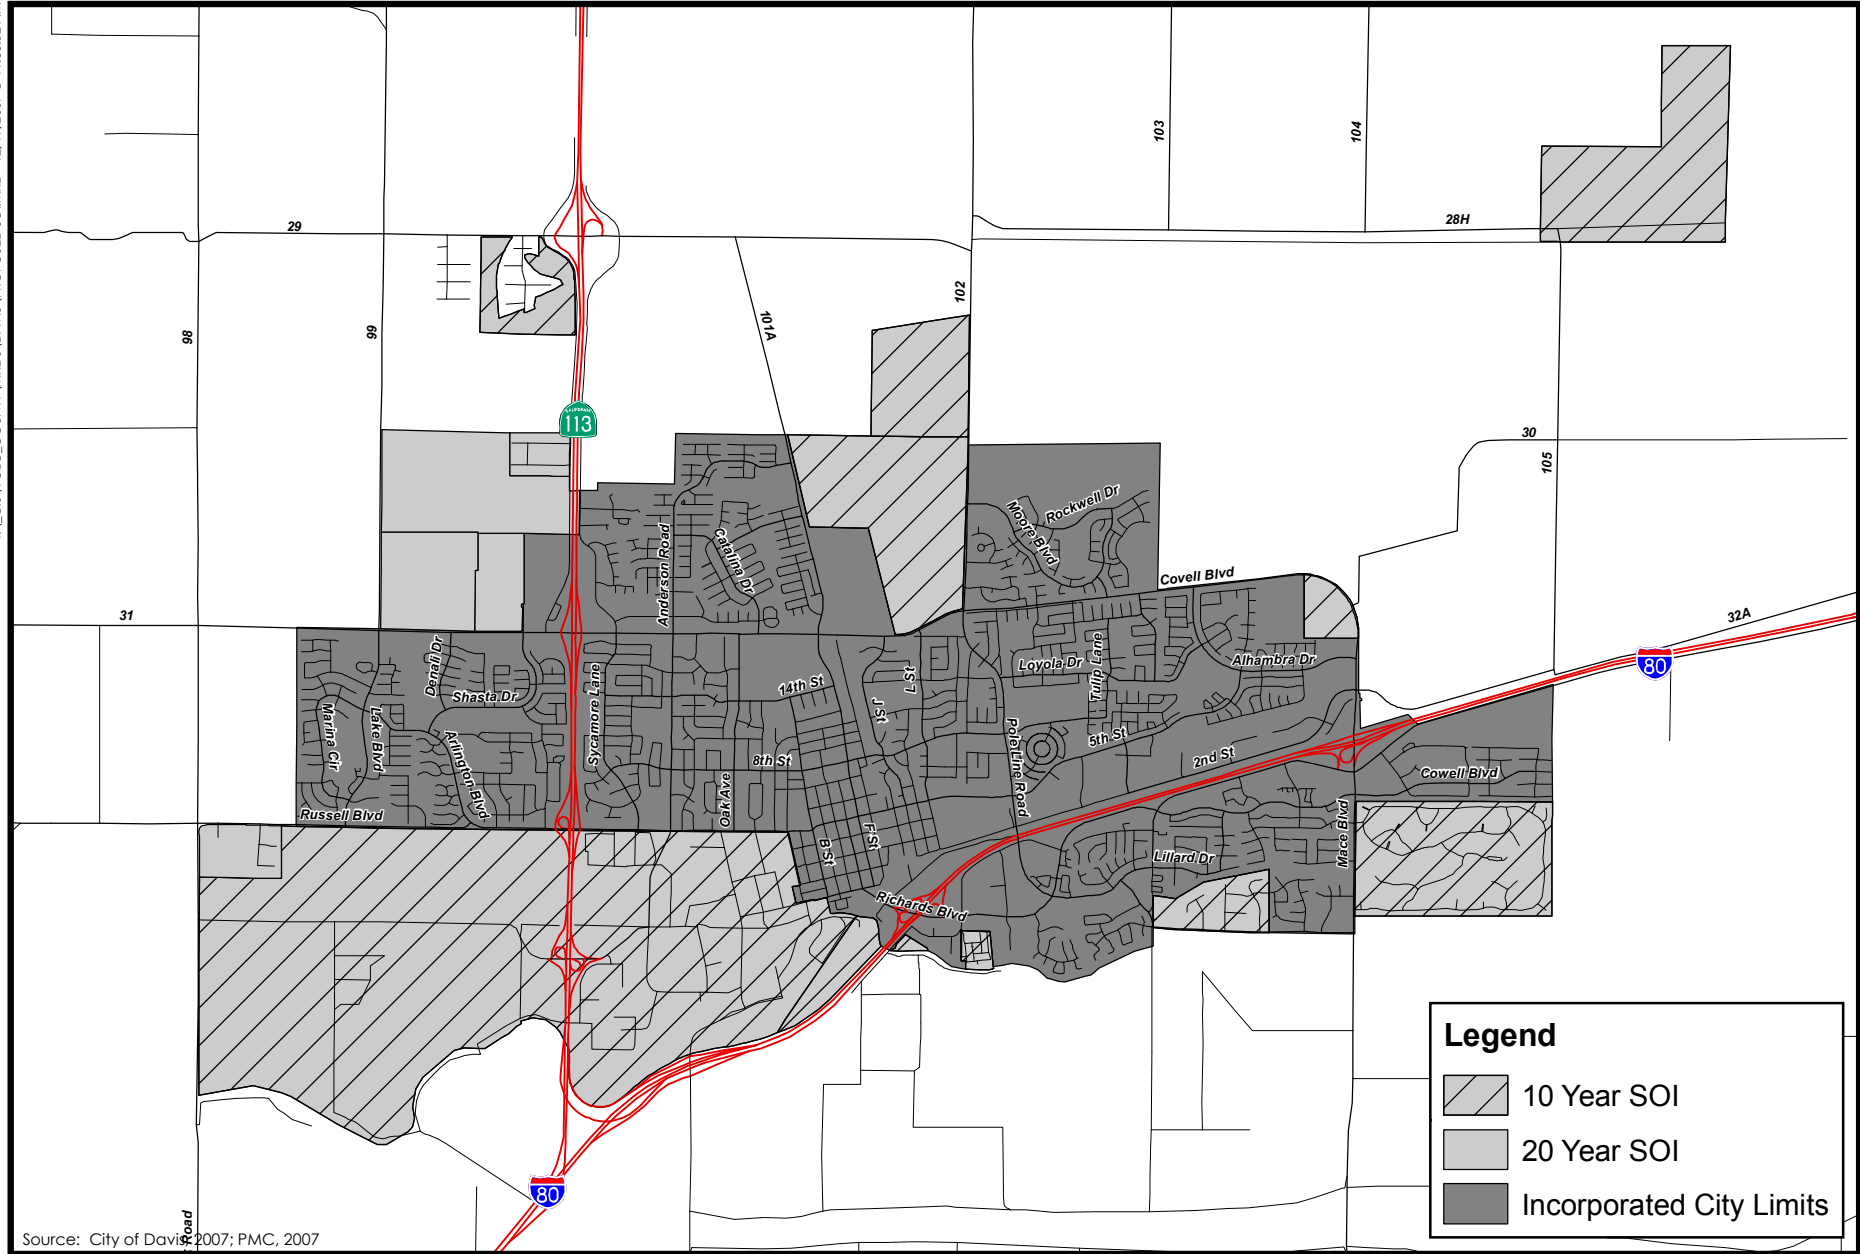 103
104
28H
29
102
101A
98
99
CALIFORNIA
113
30
105
Rockwell Dr
Moore Blvd
Anderson Road
Catalina Dr
Covell Blvd
31
32A
80
Denali Dr
Shasta Dr
Sycamore Lane
14th St
L St
J St
Loyola Dr
Tulip Lane
Alhambra Dr
Marina Cir
Lake Blvd
Arlington Blvd
8th St
Oak Ave
Pole Line Road
5th St
2nd St
Cowell Blvd
Russell Blvd
B St
F St
Lillard Dr
Mace Blvd
Richards Blvd
80
Road
Legend
10 Year SOI
20 Year SOI
Incorporated City Limits
Source: City of Davis, 2007; PMC, 2007